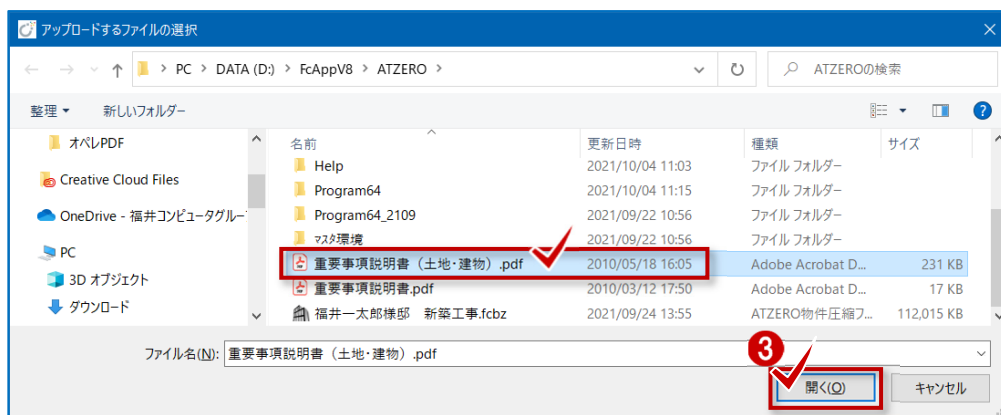 アップロードするファイルの選択
PC > DATA (D:) > FcAppV8 > ATZERO >
ATZEROの検索
整理 新しいフォルダー
名前 更新日時 種類 サイズ
オペレPDF
Creative Cloud Files
OneDrive - 福井コンピュータグルー
PC
3D オブジェクト
ダウンロード
Help 2021/10/04 11:03 ファイル フォルダー
Program64 2021/10/04 11:15 ファイル フォルダー
Program64_2109 2021/09/22 10:56 ファイル フォルダー
マスタ環境 2021/09/22 10:56 ファイル フォルダー
重要事項説明書（土地・建物）.pdf 2010/05/18 16:05 Adobe Acrobat D... 231 KB
重要事項説明書.pdf 2010/03/12 17:50 Adobe Acrobat D... 17 KB
福井一太郎様邸　新築工事.fcbz 2021/09/24 13:55 ATZERO物件圧縮フ... 112,015 KB
ファイル名(N): 重要事項説明書（土地・建物）.pdf
3
開く(O) キャンセル